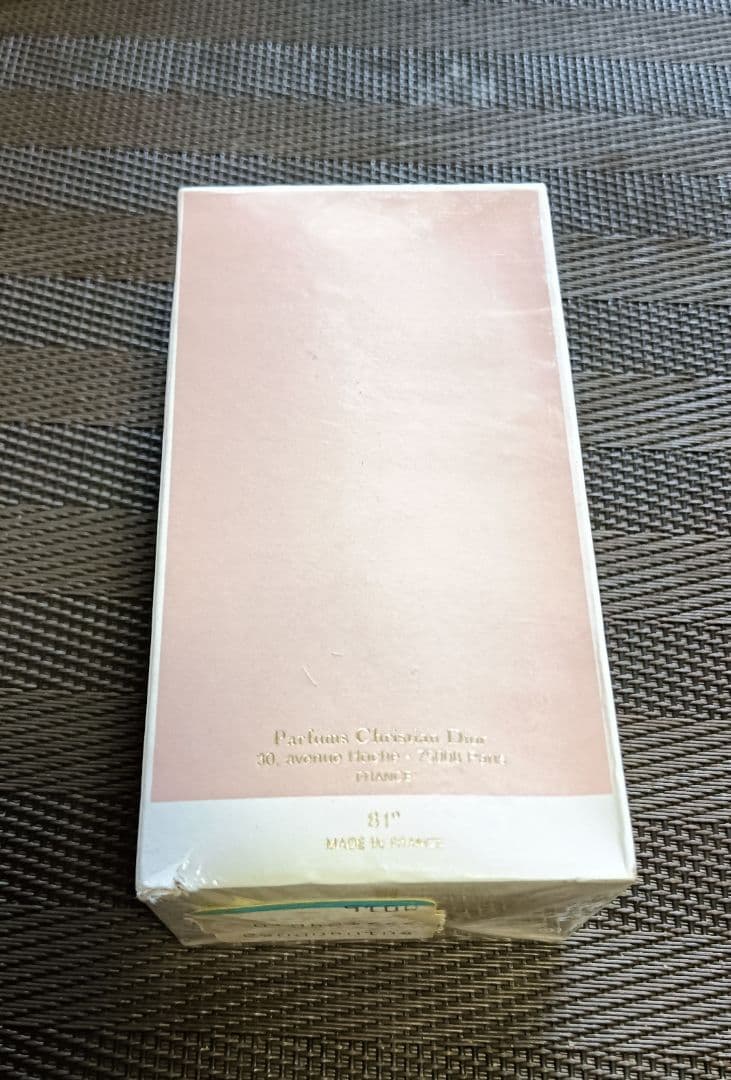 Parfums Christian Dior
30, avenue Hoche - 75008 Paris
FRANCE
81°
MADE IN FRANCE